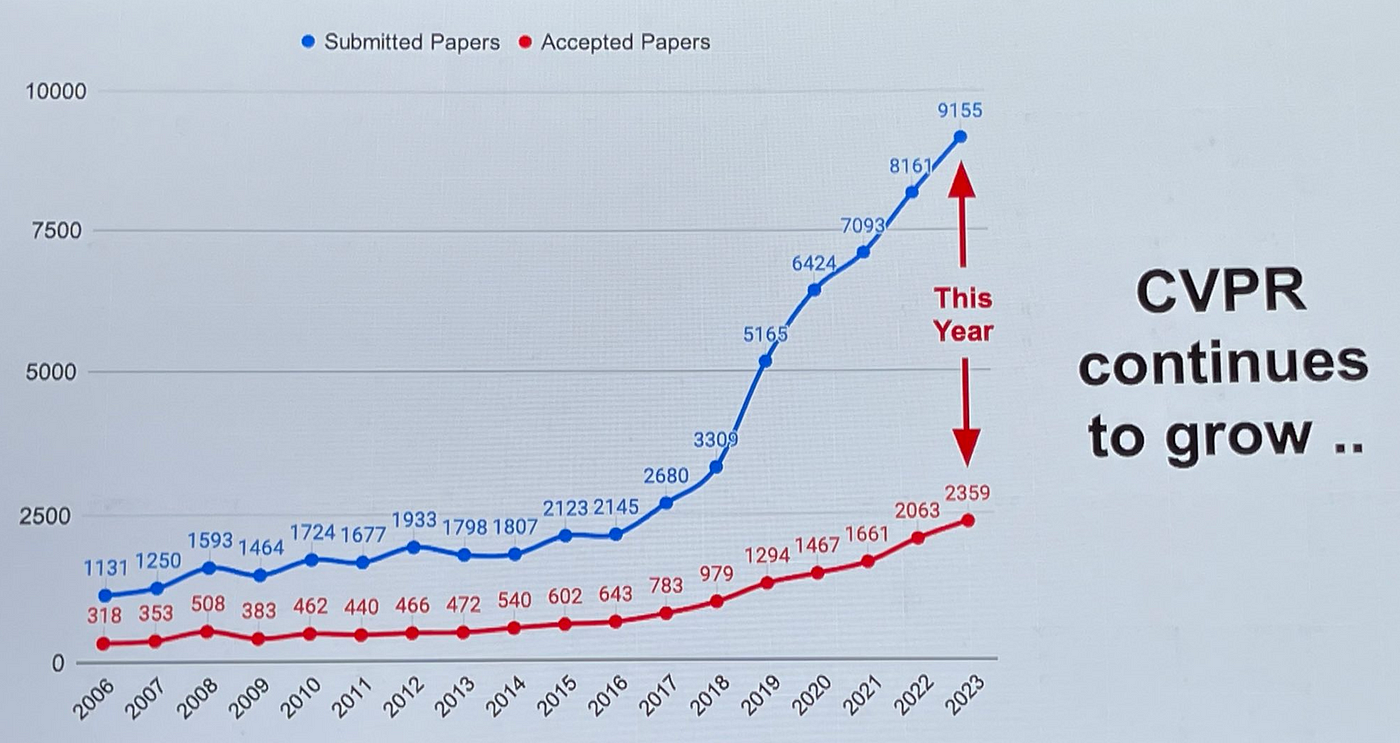 Submitted Papers Accepted Papers
10000
7500
5000
2500
0
1131 1250 1593 1464 1724 1677 1933 1798 1807 2123 2145 2680 3309 5165 6424 7093 8161 9155
318 353 508 383 462 440 466 472 540 602 643 783 979 1294 1467 1661 2063 2359
This
Year
2006 2007 2008 2009 2010 2011 2012 2013 2014 2015 2016 2017 2018 2019 2020 2021 2022 2023
CVPR
continues
to grow ..